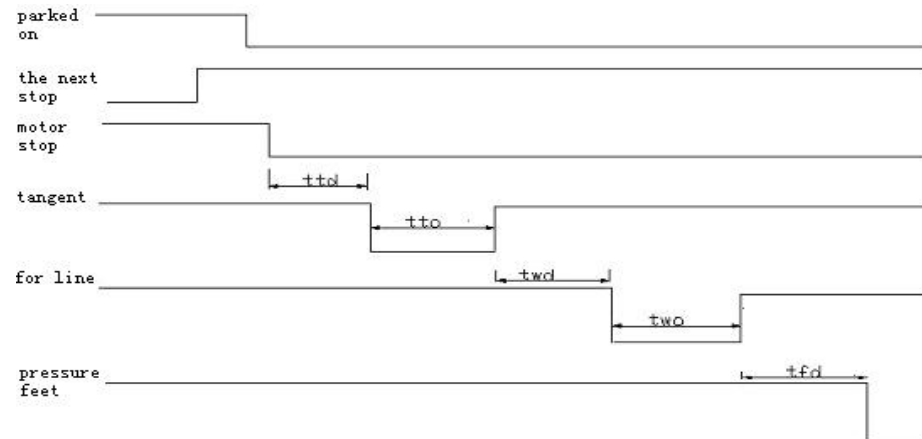 parked
on
the next
stop
motor
stop
ttd
tangent
tto
twd
for line
two
tfd
pressure
feet